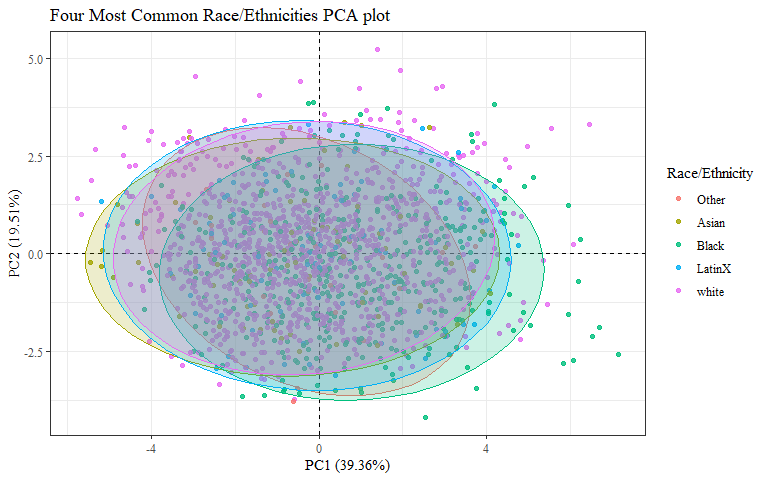 Four Most Common Race/Ethnicities PCA plot
5.0
2.5
0.0
-2.5
PC2 (19.51%)
-4
0
4
PC1 (39.36%)
Race/Ethnicity
Other
Asian
Black
LatinX
white